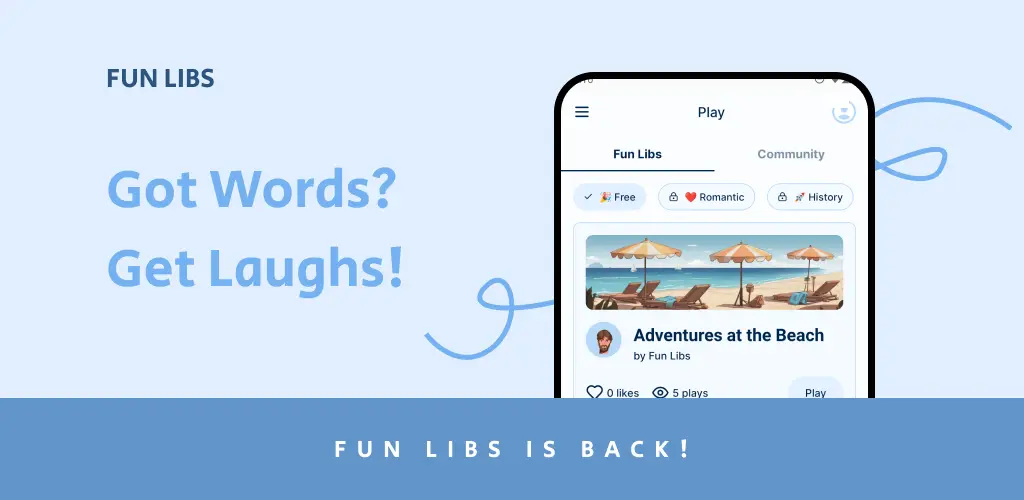 FUN LIBS
Got Words?
Get Laughs!
Play
Fun Libs
Community
Free
Romantic
History
Adventures at the Beach
by Fun Libs
0 likes
5 plays
Play
FUN LIBS IS BACK!